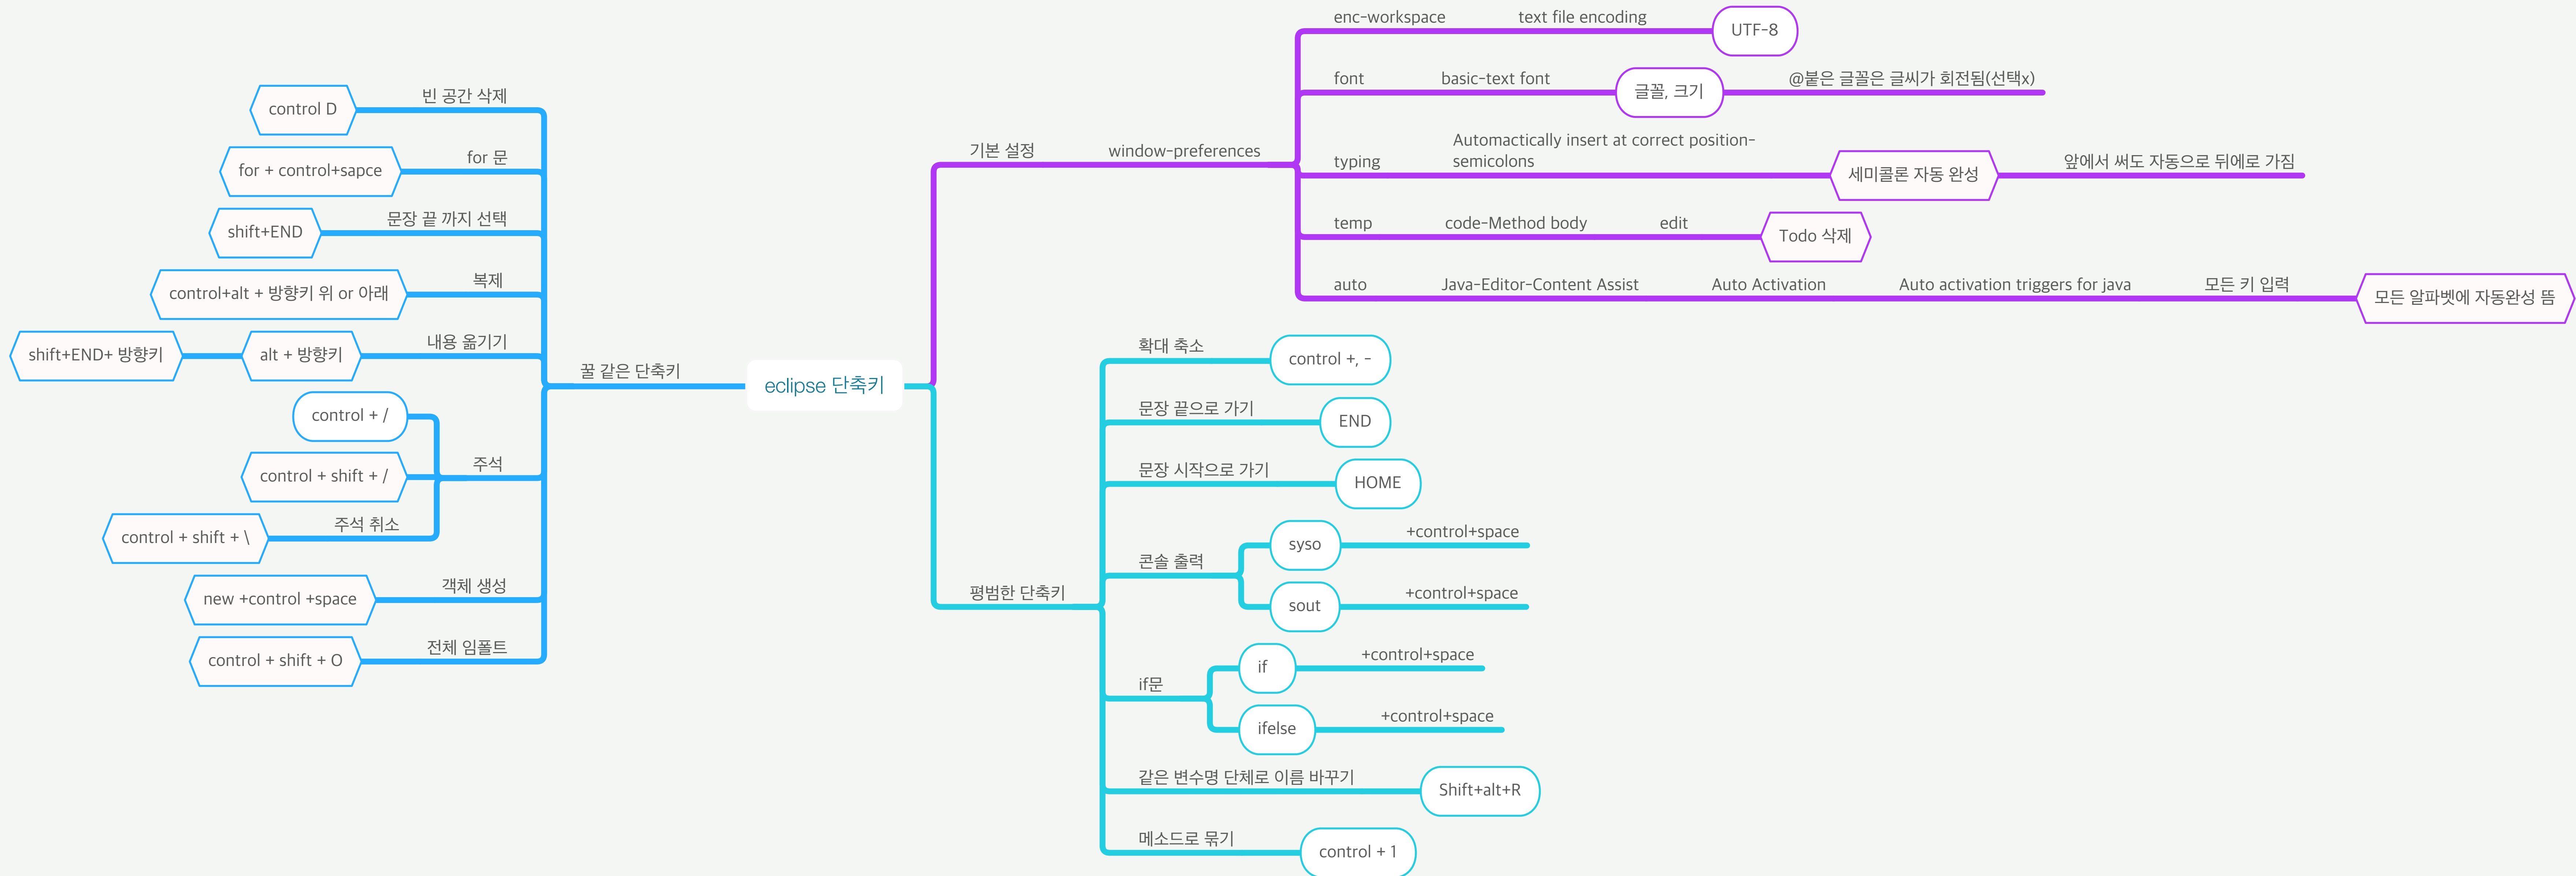 eclipse 단축키
꿀 같은 단축키
빈 공간 삭제
control D
for 문
for + control+sapce
문장 끝 까지 선택
shift+END
복제
control+alt + 방향키 위 or 아래
내용 옮기기
alt + 방향키
shift+END+ 방향키
주석
control + /
control + shift + /
주석 취소
control + shift + \
객체 생성
new +control +space
전체 임폴트
control + shift + O
기본 설정
window-preferences
enc-workspace
text file encoding
UTF-8
font
basic-text font
글꼴, 크기
@붙은 글꼴은 글씨가 회전됨(선택x)
typing
Automactically insert at correct position-
semicolons
세미콜론 자동 완성
앞에서 써도 자동으로 뒤에로 가짐
temp
code-Method body
edit
Todo 삭제
auto
Java-Editor-Content Assist
Auto Activation
Auto activation triggers for java
모든 키 입력
모든 알파벳에 자동완성 뜸
평범한 단축키
확대 축소
control +, -
문장 끝으로 가기
END
문장 시작으로 가기
HOME
콘솔 출력
syso
+control+space
sout
+control+space
if문
if
+control+space
ifelse
+control+space
같은 변수명 단체로 이름 바꾸기
Shift+alt+R
메소드로 묶기
control + 1